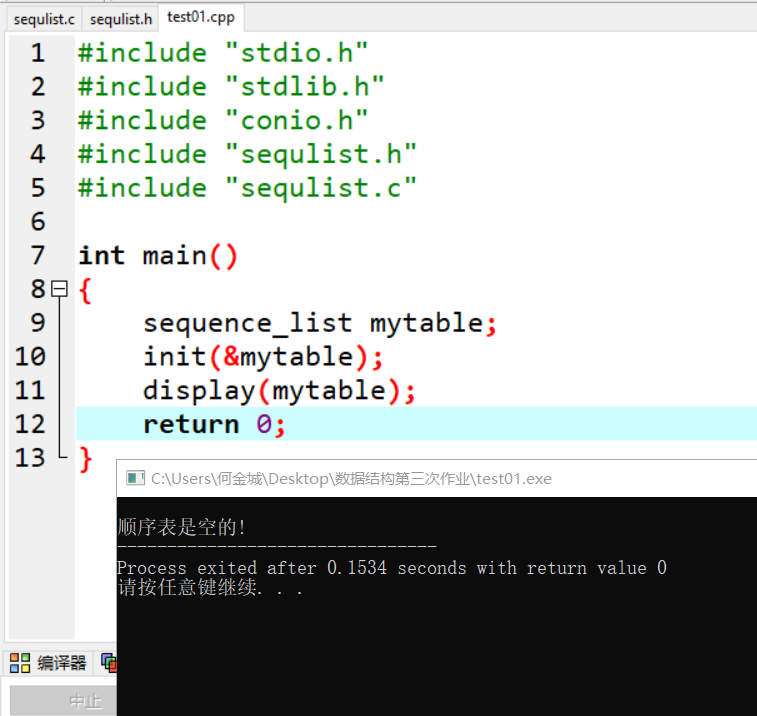 sequlist.c sequlist.h test01.cpp
1 #include "stdio.h"
2 #include "stdlib.h"
3 #include "conio.h"
4 #include "sequlist.h"
5 #include "sequlist.c"
6
7 int main()
8 {
9 sequence_list mytable;
10 init(&mytable);
11 display(mytable);
12 return 0;
13 }
C:\Users\何金城\Desktop\数据结构第三次作业\test01.exe
顺序表是空的!
--------------------------------
Process exited after 0.1534 seconds with return value 0
请按任意键继续. . .
编译器
中止